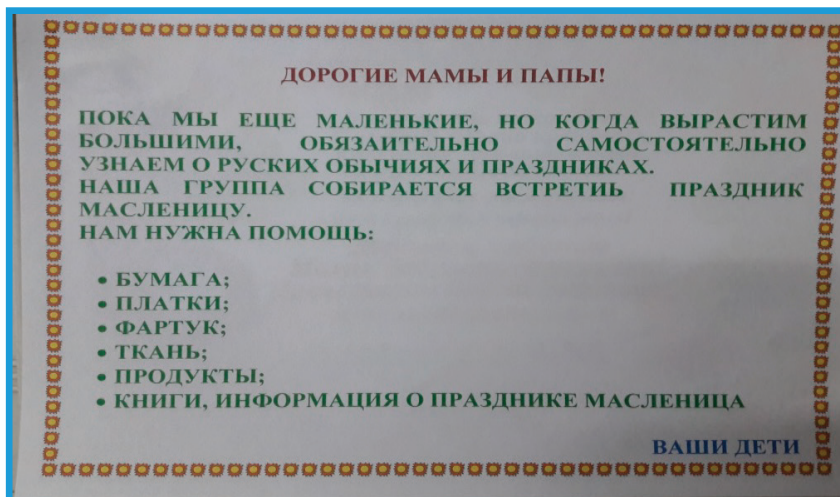 ДОРОГИЕ МАМЫ И ПАПЫ!
ПОКА МЫ ЕЩЕ МАЛЕНЬКИЕ, НО КОГДА ВЫРАСТИМ
БОЛЬШИМИ, ОБЯЗАИТЕЛЬНО САМОСТОЯТЕЛЬНО
УЗНАЕМ О РУСКИХ ОБЫЧИЯХ И ПРАЗДНИКАХ.
НАША ГРУППА СОБИРАЕТСЯ ВСТРЕТИЬ ПРАЗДНИК
МАСЛЕНИЦУ.
НАМ НУЖНА ПОМОЩЬ:
• БУМАГА;
• ПЛАТКИ;
• ФАРТУК;
• ТКАНЬ;
• ПРОДУКТЫ;
• КНИГИ, ИНФОРМАЦИЯ О ПРАЗДНИКЕ МАСЛЕНИЦА
ВАШИ ДЕТИ